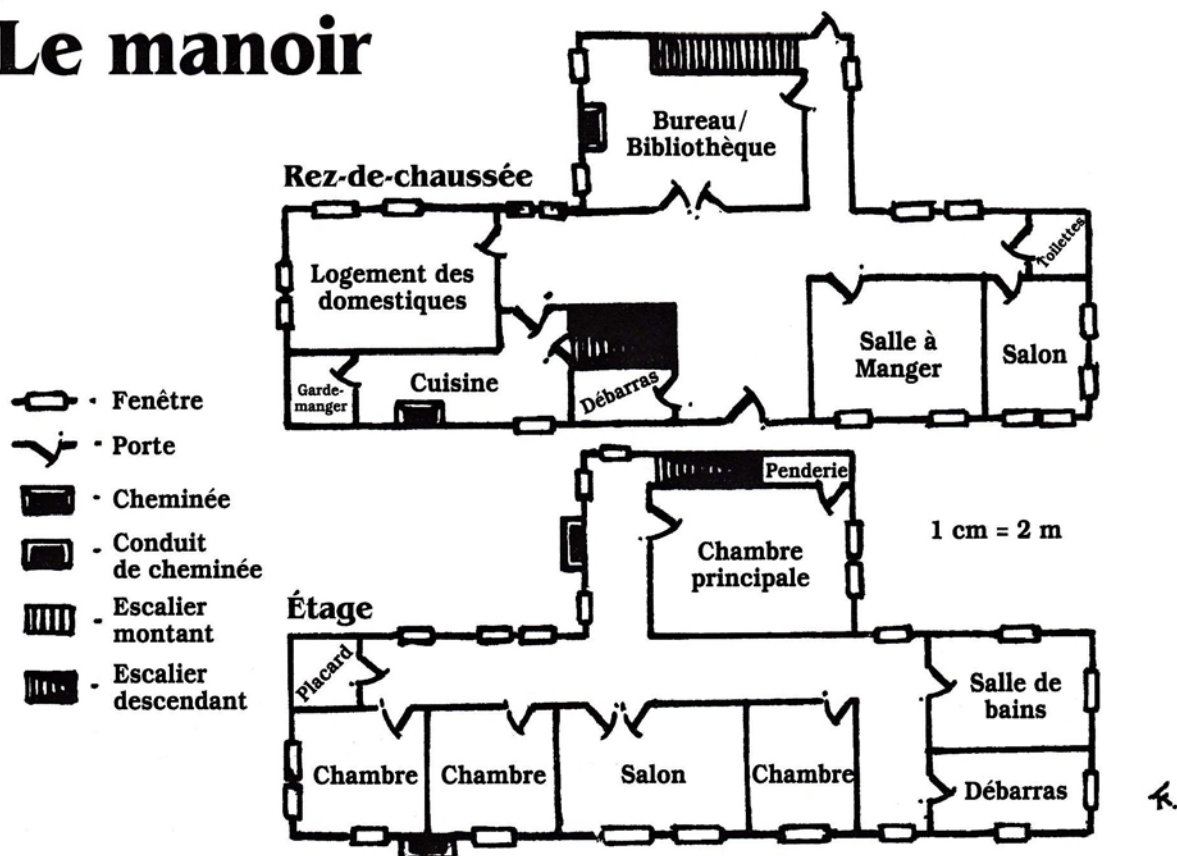 Le manoir
Rez-de-chaussée
Bureau/
Bibliothèque
Logement des
domestiques
Toilettes
Salle à
Manger
Salon
Garde-
manger
Cuisine
Débarras
- Fenêtre
- Porte
- Cheminée
- Conduit
de cheminée
- Escalier
montant
- Escalier
descendant
Étage
Penderie
Chambre
principale
1 cm = 2 m
Placard
Salle de
bains
Chambre
Chambre
Salon
Chambre
Débarras